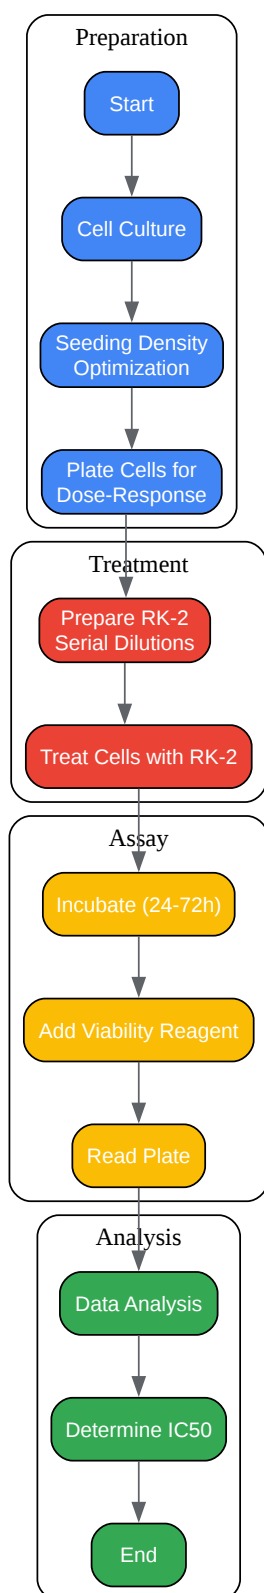 Preparation
Start
Cell Culture
Seeding Density
Optimization
Plate Cells for
Dose-Response
Treatment
Prepare RK-2
Serial Dilutions
Treat Cells with RK-2
Assay
Incubate (24-72h)
Add Viability Reagent
Read Plate
Analysis
Data Analysis
Determine IC50
End